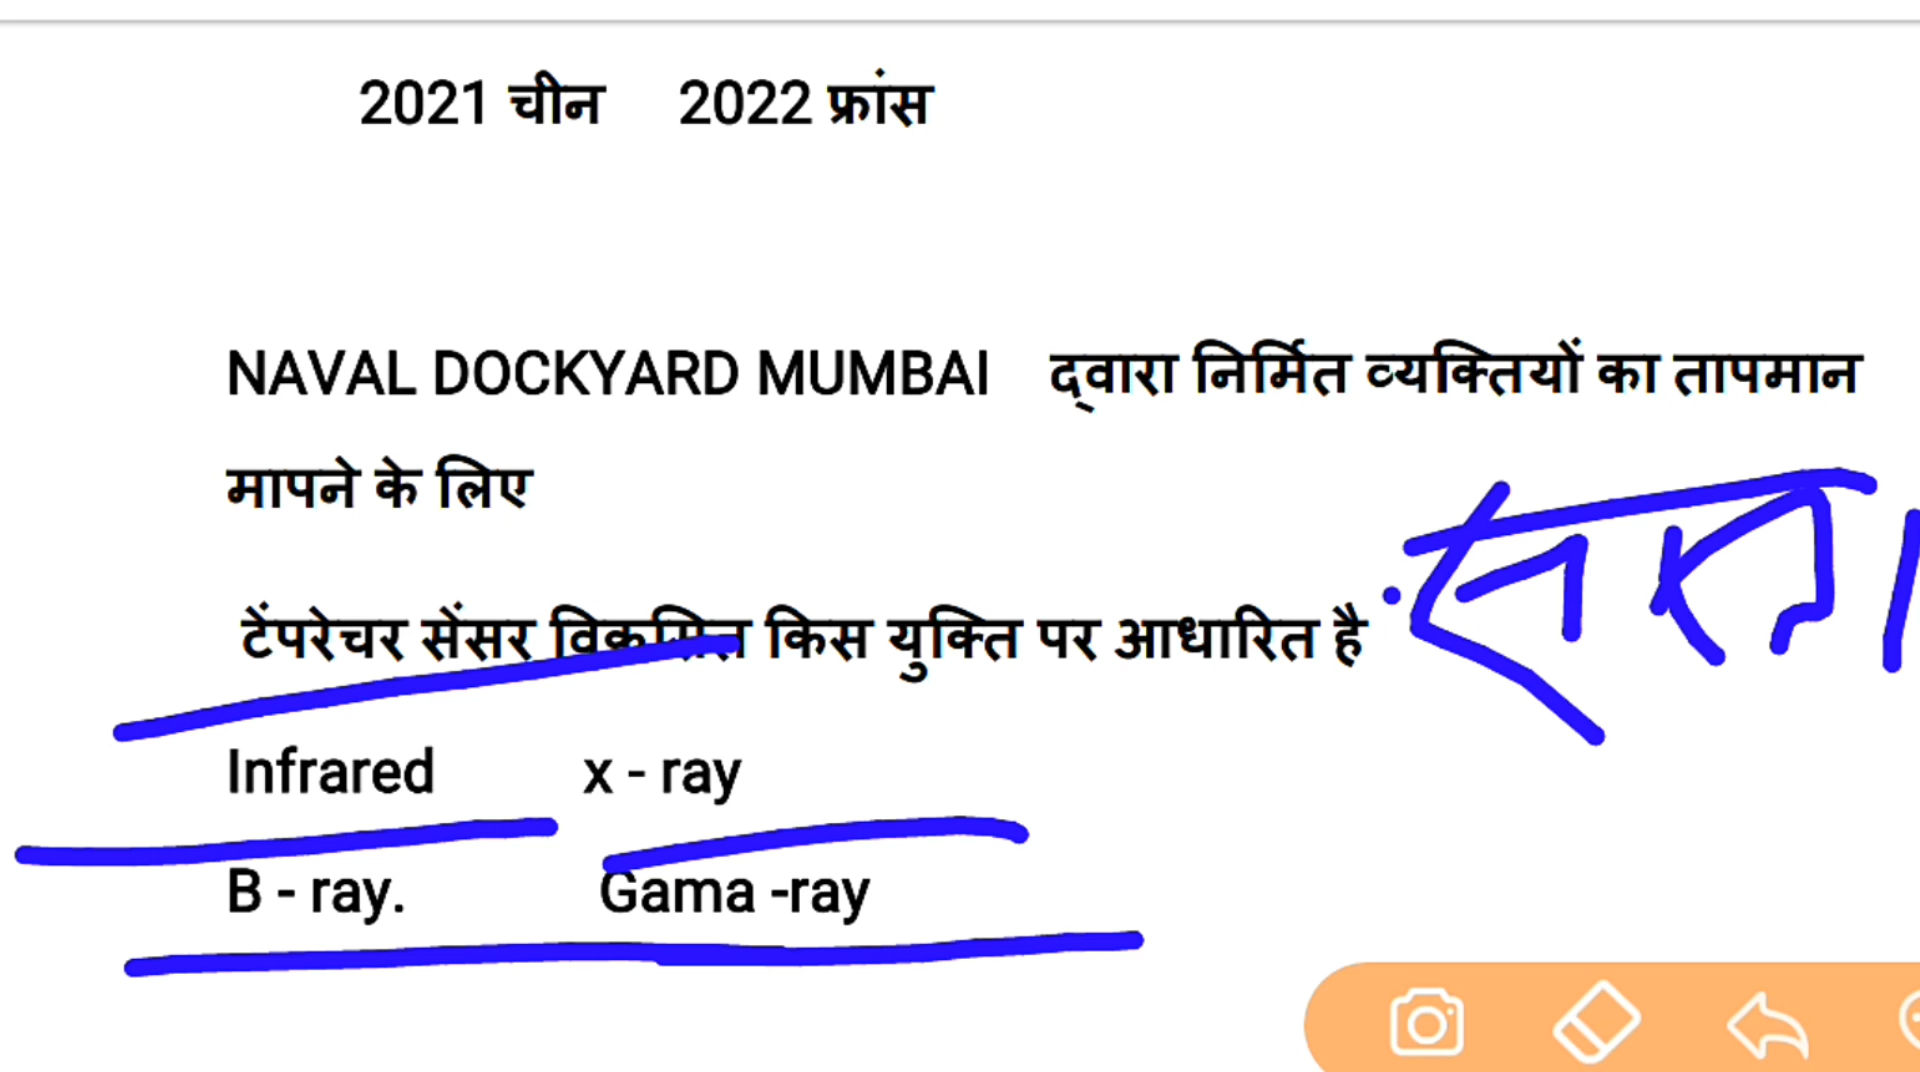 2021 चीन 2022 फ्रांस
NAVAL DOCKYARD MUMBAI द्वारा निर्मित व्यक्तियों का तापमान
मापने के लिए
टेंपरेचर सेंसर विकसित किस युक्ति पर आधारित है
Infrared x - ray
B - ray. Gama -ray